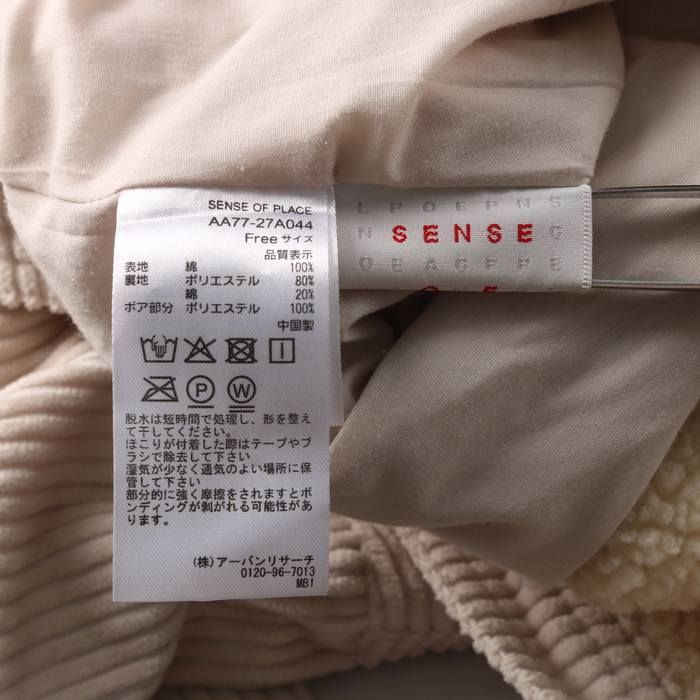 SENSE OF PLACE
AA77-27A044
Free サイズ
品質表示
表地 綿 100%
裏地 ポリエステル 80%
綿 20%
ボア部分 ポリエステル 100%
中国製
P W
脱水は短時間で処理し、形を整え
て干してください。
ほこりが付着した際はテープやブ
ラシで除去して下さい
湿気が少なく通気のよい場所に保
管して下さい
部分的に強く摩擦をされますとボ
ンディングが剥がれる可能性があ
ります。
(株)アーバンリサーチ
0120-96-7013
MB1
L P O E P N S
N SENSE C